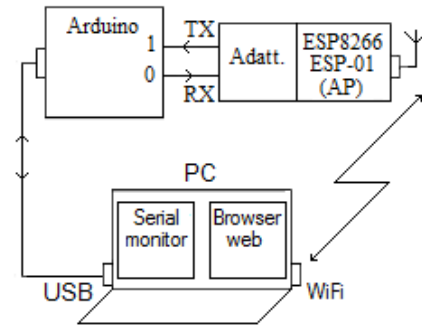 Arduino
1
0
TX
RX
Adatt.
ESP8266
ESP-01
(AP)
PC
Serial
monitor
Browser
web
USB
WiFi